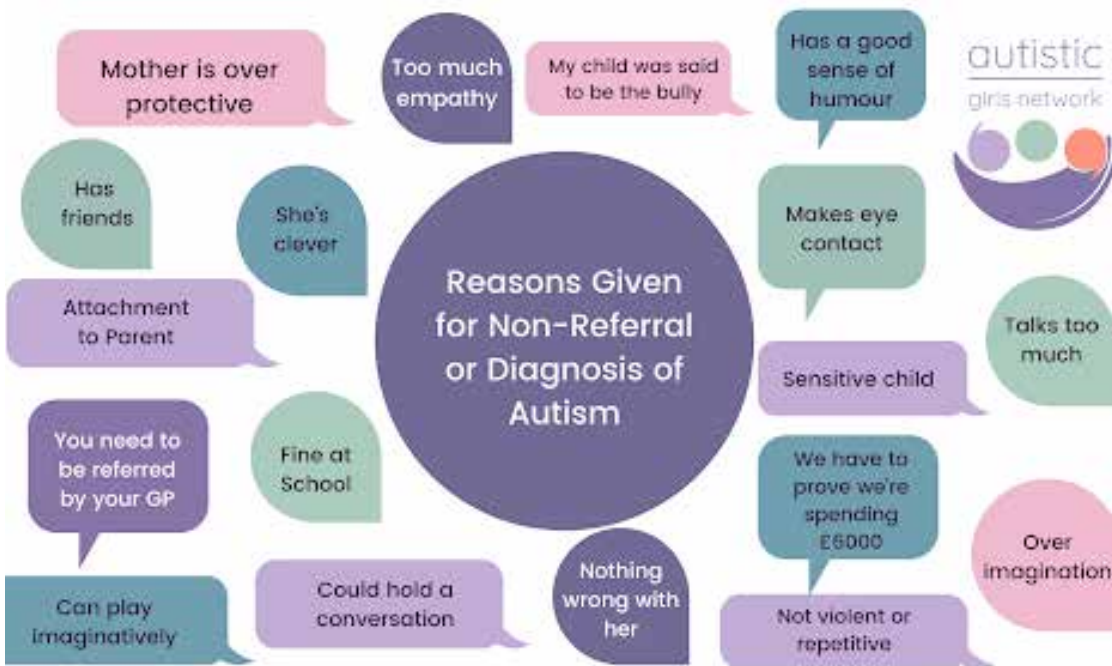 Mother is over
protective
Too much
empathy
My child was said
to be the bully
Has a good
sense of
humour
autistic
girls network
Has
friends
She's
clever
Makes eye
contact
Attachment
to Parent
Reasons Given
for Non-Referral
or Diagnosis of
Autism
Talks too
much
Sensitive child
You need to
be referred
by your GP
Fine at
School
We have to
prove we're
spending
£6000
Over
imagination
Can play
imaginatively
Could hold a
conversation
Nothing
wrong with
her
Not violent or
repetitive